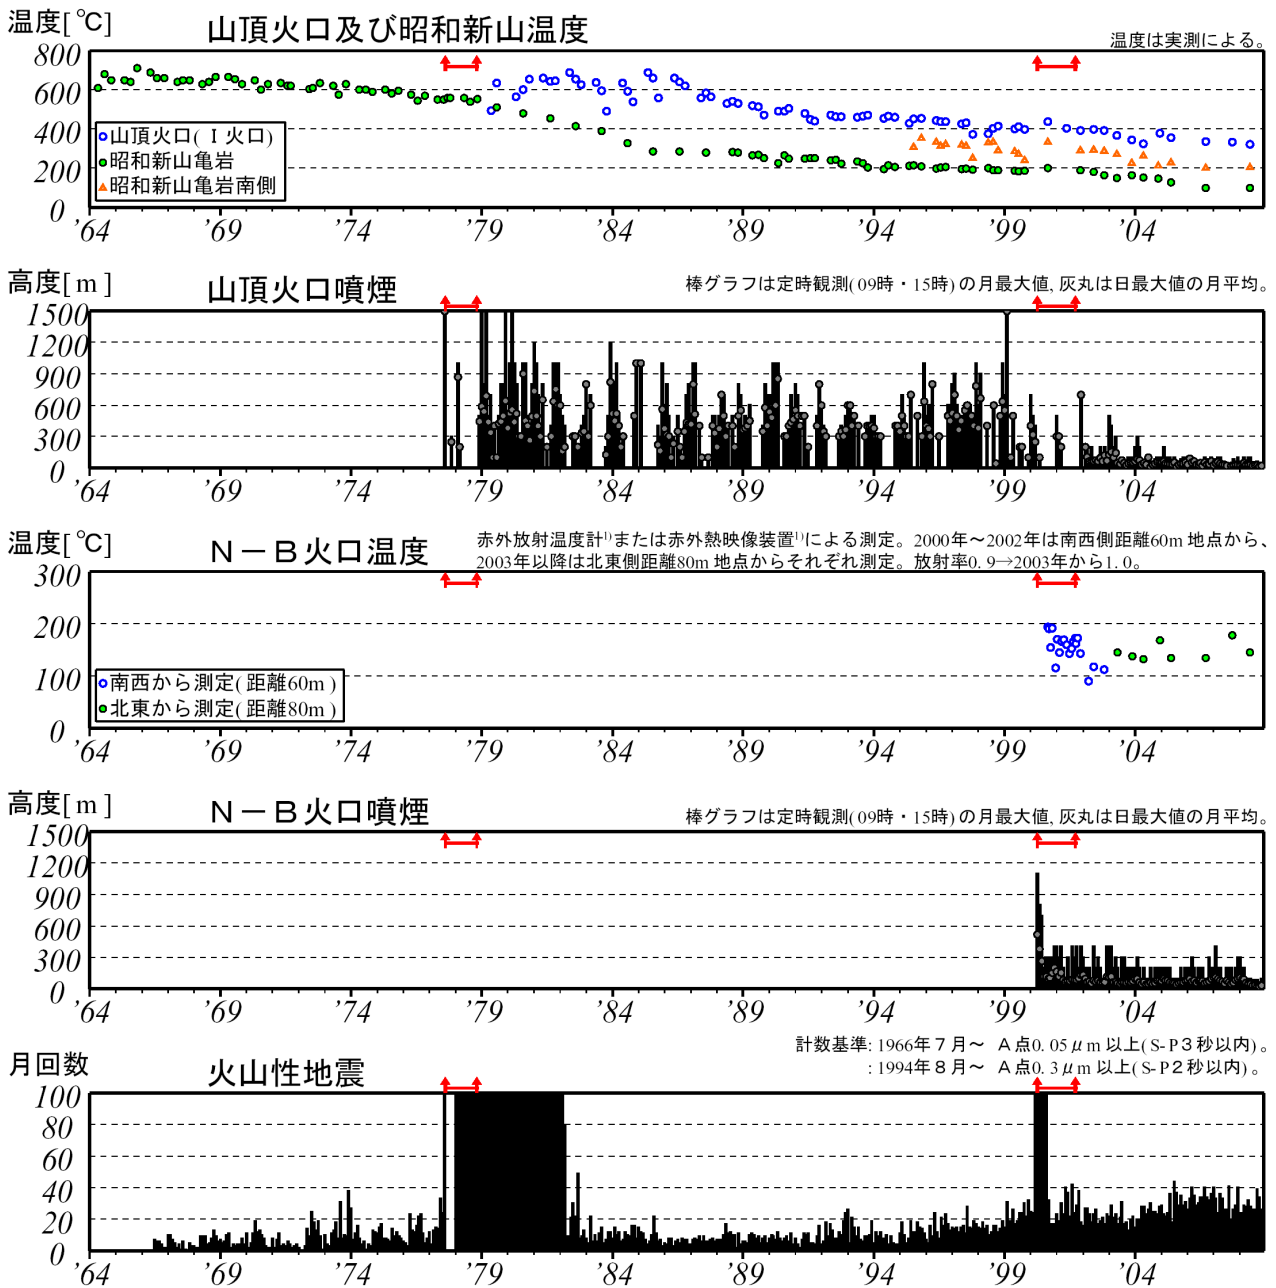 温度[℃]
山頂火口及び昭和新山温度
温度は実測による。
800
600
400
200
0
山頂火口(Ｉ火口)
昭和新山亀岩
昭和新山亀岩南側
'64 '69 '74 '79 '84 '89 '94 '99 '04
高度[m]
山頂火口噴煙
棒グラフは定時観測(09時・15時)の月最大値,灰丸は日最大値の月平均。
1500
1200
900
600
300
0
'64 '69 '74 '79 '84 '89 '94 '99 '04
温度[℃]
Ｎ－Ｂ火口温度
赤外放射温度計¹⁾または赤外熱映像装置¹⁾による測定。2000年～2002年は南西側距離60m地点から、
2003年以降は北東側距離80m地点からそれぞれ測定。放射率0.9→2003年から1.0。
300
200
100
0
南西から測定(距離60m)
北東から測定(距離80m)
'64 '69 '74 '79 '84 '89 '94 '99 '04
高度[m]
Ｎ－Ｂ火口噴煙
棒グラフは定時観測(09時・15時)の月最大値,灰丸は日最大値の月平均。
1500
1200
900
600
300
0
'64 '69 '74 '79 '84 '89 '94 '99 '04
月回数
火山性地震
計数基準:1966年７月～ Ａ点0.05μm以上(S-P３秒以内)。
:1994年８月～ Ａ点0.3μm以上(S-P２秒以内)。
100
80
60
40
20
0
'64 '69 '74 '79 '84 '89 '94 '99 '04